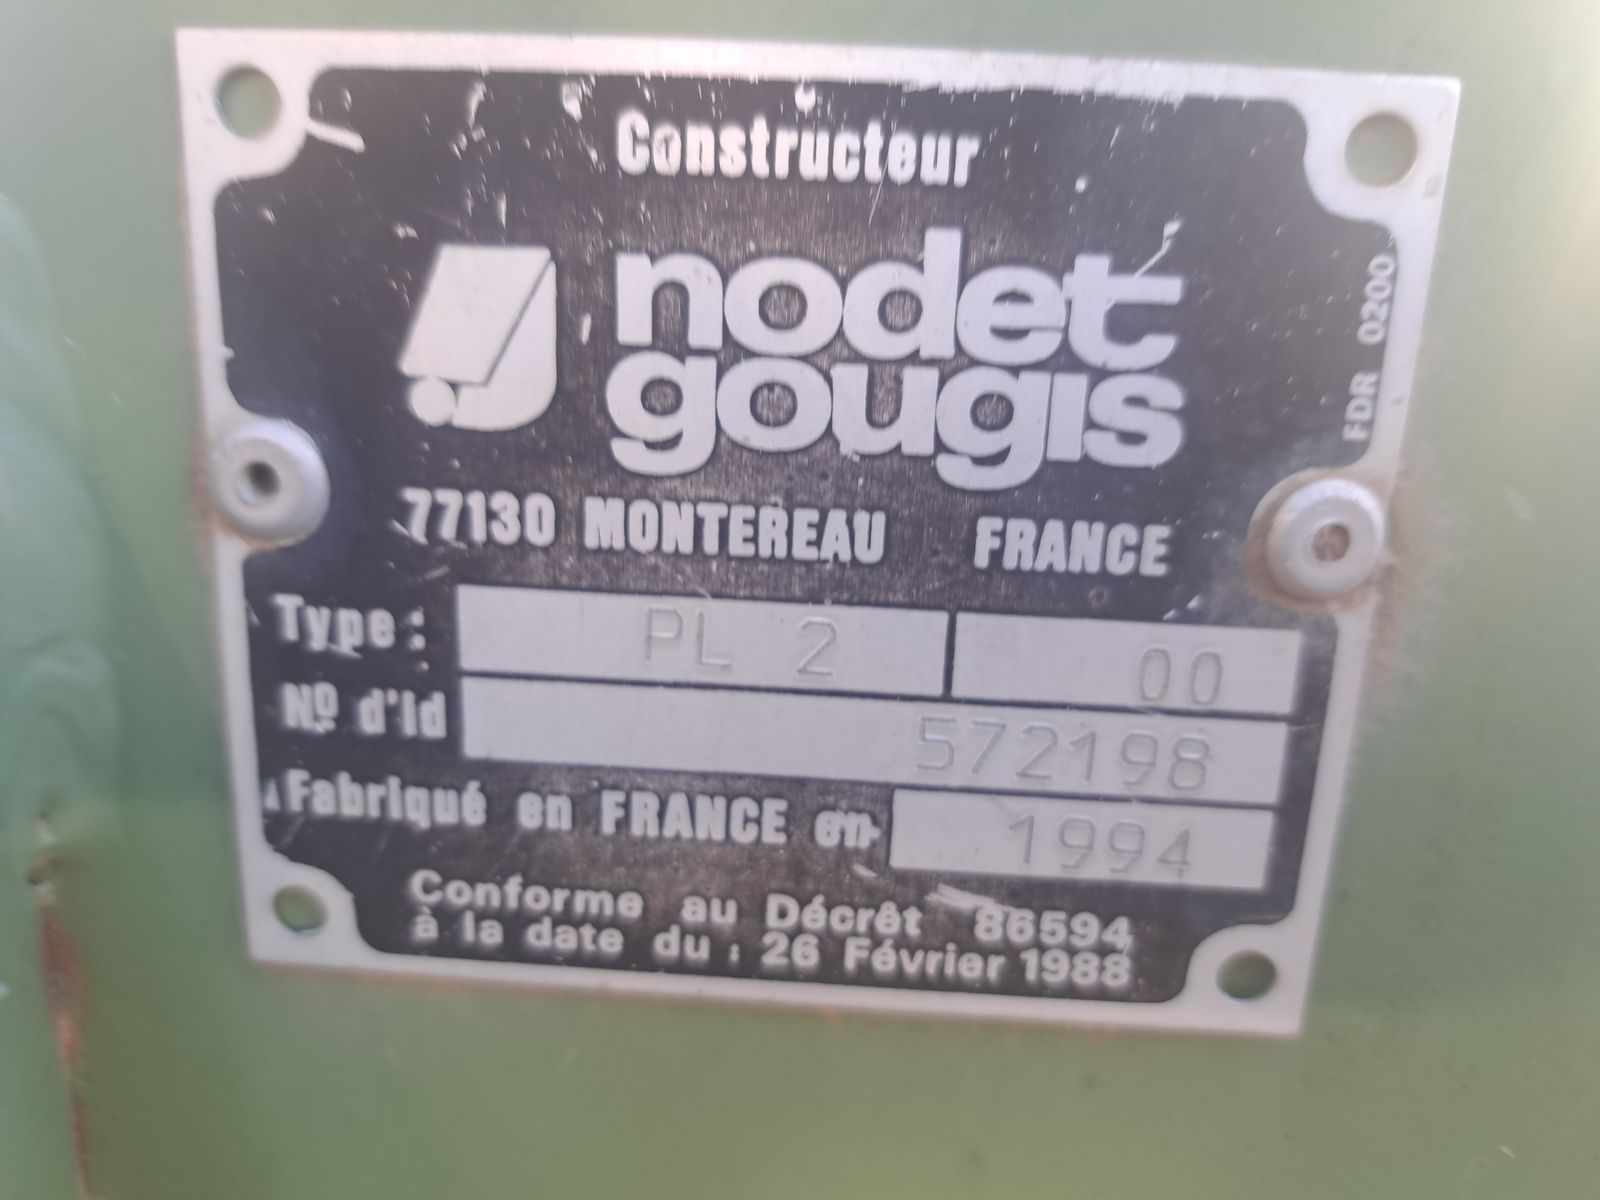 Constructeur
nodet
gougis
FDR 0200
77130 MONTEREAU FRANCE
Type: PL 2 00
Nº d'Id 572198
Fabriqué en FRANCE en 1994
Conforme au Décrêt 86594
à la date du : 26 Février 1988